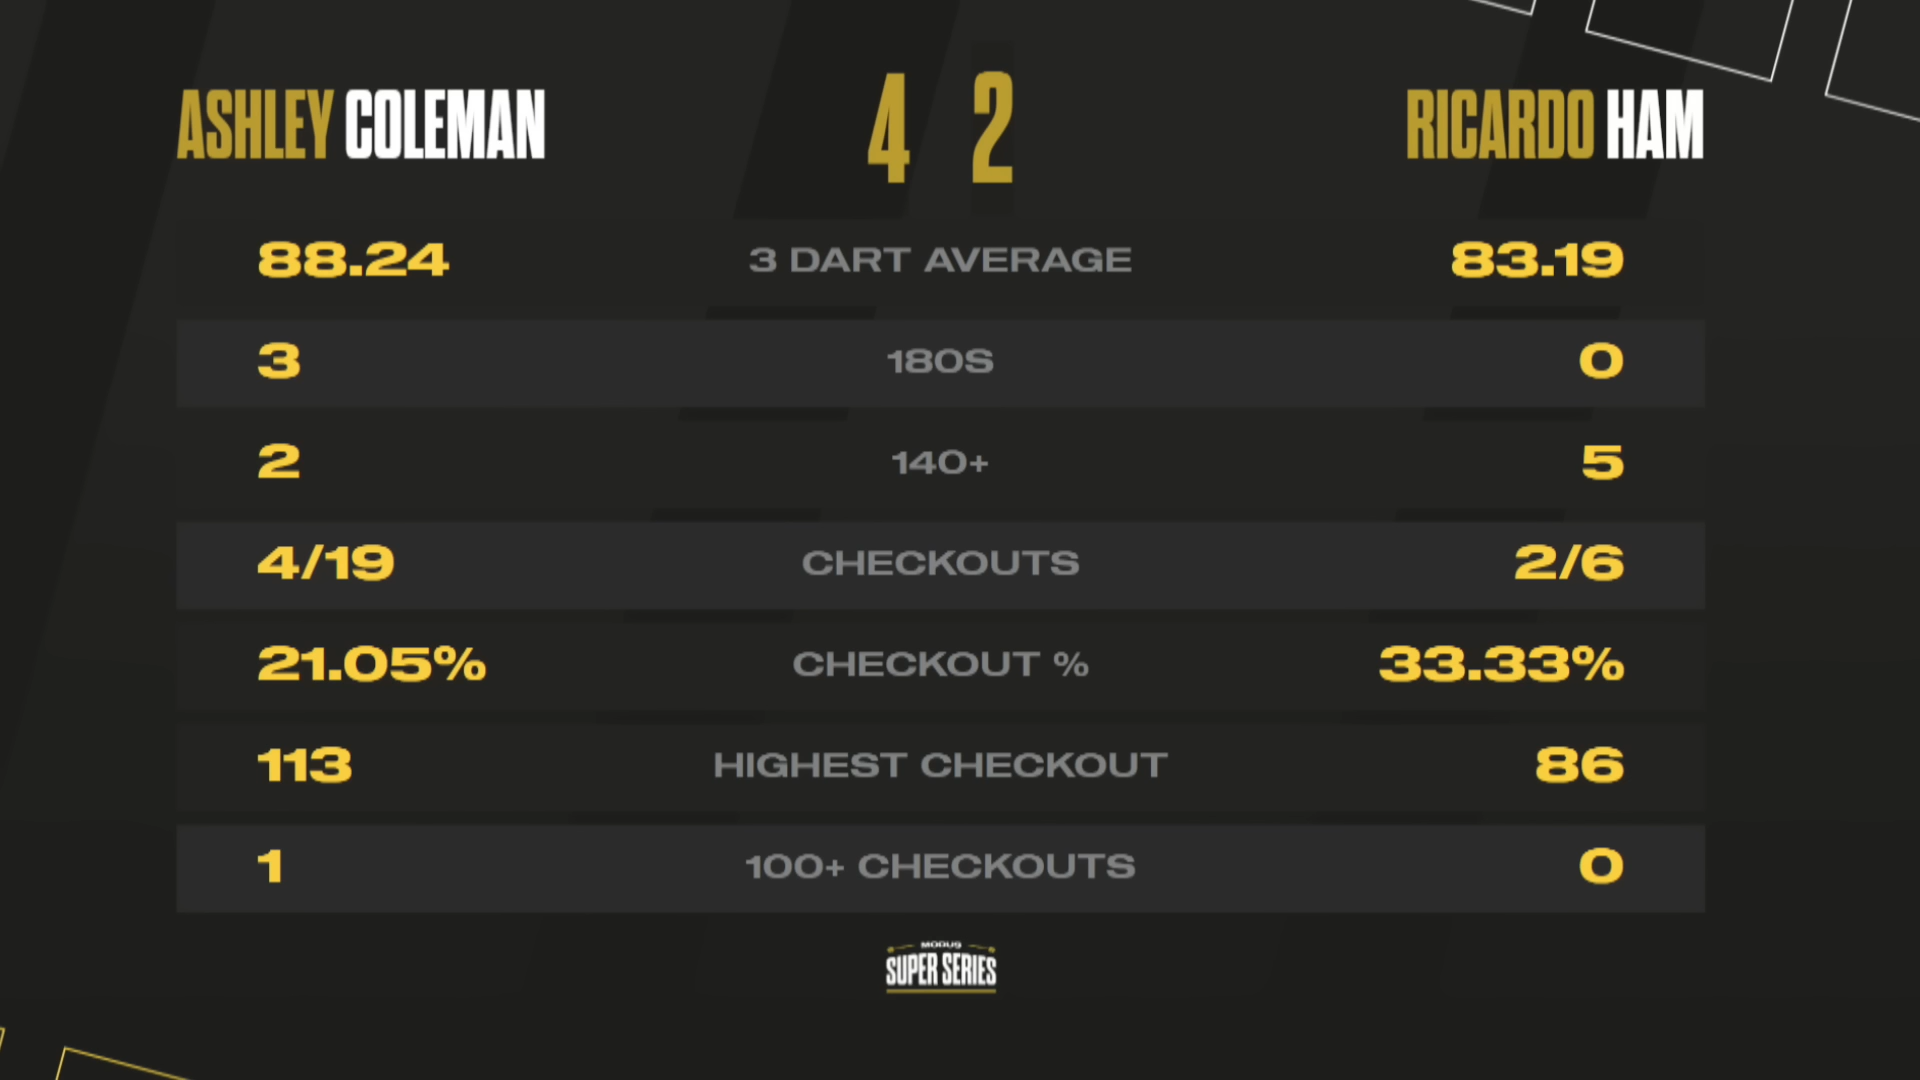 ASHLEY COLEMAN 4 2 RICARDO HAM
88.24 3 DART AVERAGE 83.19
3 180S 0
2 140+ 5
4/19 CHECKOUTS 2/6
21.05% CHECKOUT % 33.33%
113 HIGHEST CHECKOUT 86
1 100+ CHECKOUTS 0
MODUS
SUPER SERIES